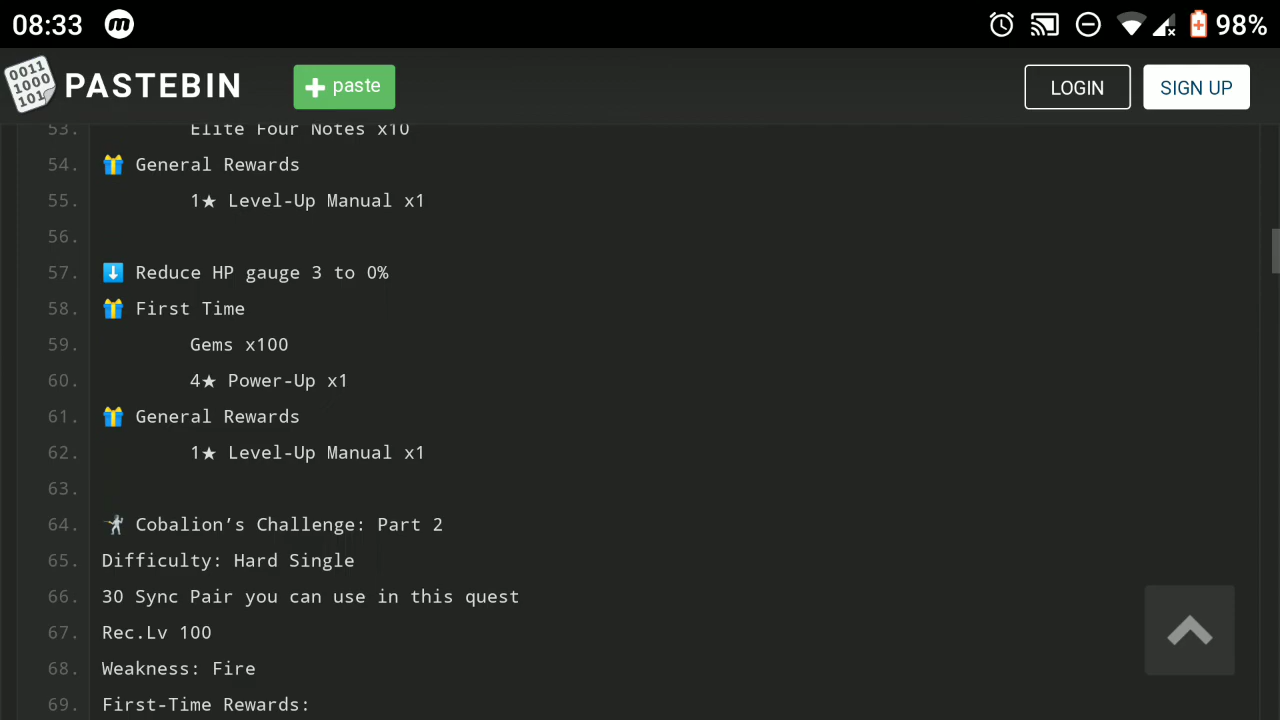 08:33 m 98%
0011 1000 101 PASTEBIN + paste LOGIN SIGN UP
53. Elite Four Notes x10
54. 🎁 General Rewards
55. 1★ Level-Up Manual x1
56.
57. ⬇️ Reduce HP gauge 3 to 0%
58. 🎁 First Time
59. Gems x100
60. 4★ Power-Up x1
61. 🎁 General Rewards
62. 1★ Level-Up Manual x1
63.
64. 🤺 Cobalion’s Challenge: Part 2
65. Difficulty: Hard Single
66. 30 Sync Pair you can use in this quest
67. Rec.Lv 100
68. Weakness: Fire
69. First-Time Rewards: